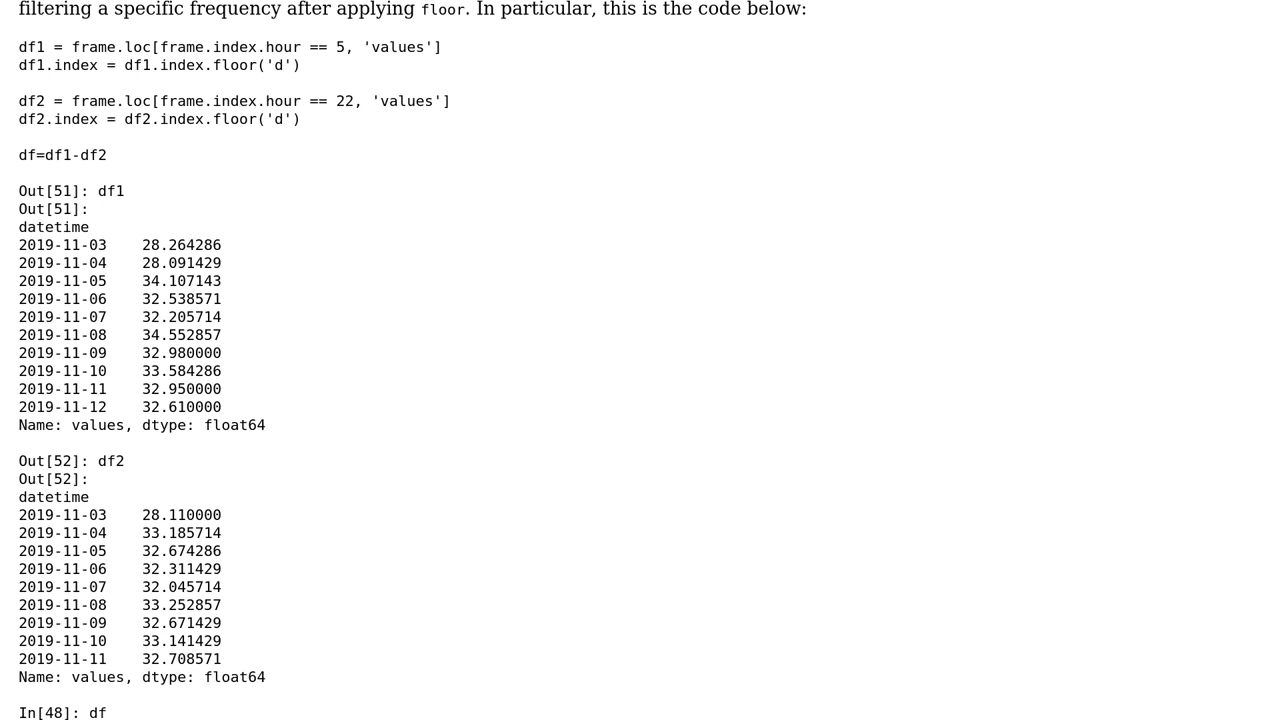 filtering a specific frequency after applying floor. In particular, this is the code below:
df1 = frame.loc[frame.index.hour == 5, 'values']
df1.index = df1.index.floor('d')
df2 = frame.loc[frame.index.hour == 22, 'values']
df2.index = df2.index.floor('d')
df=df1-df2
Out[51]: df1
Out[51]:
datetime
2019-11-03    28.264286
2019-11-04    28.091429
2019-11-05    34.107143
2019-11-06    32.538571
2019-11-07    32.205714
2019-11-08    34.552857
2019-11-09    32.980000
2019-11-10    33.584286
2019-11-11    32.950000
2019-11-12    32.610000
Name: values, dtype: float64
Out[52]: df2
Out[52]:
datetime
2019-11-03    28.110000
2019-11-04    33.185714
2019-11-05    32.674286
2019-11-06    32.311429
2019-11-07    32.045714
2019-11-08    33.252857
2019-11-09    32.671429
2019-11-10    33.141429
2019-11-11    32.708571
Name: values, dtype: float64
In[48]: df